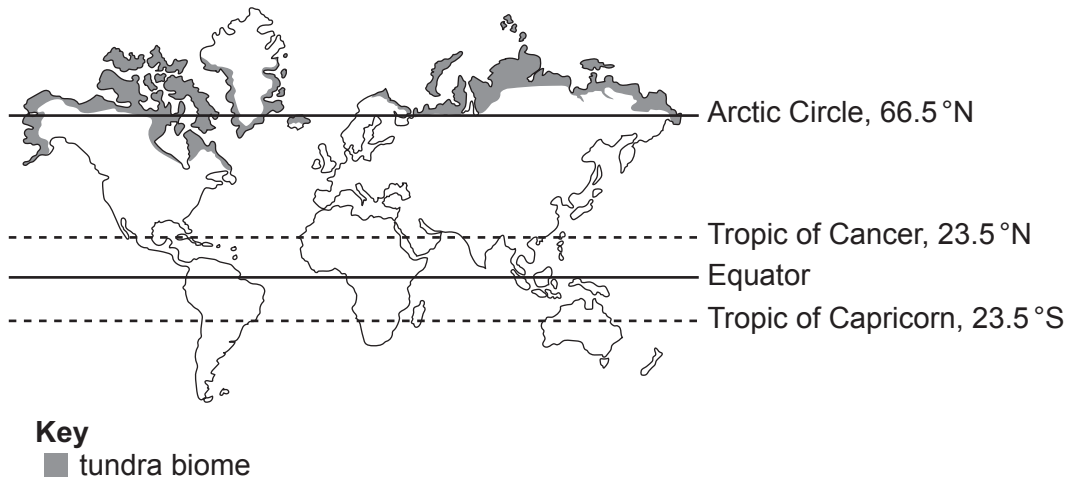 Arctic Circle, 66.5°N
Tropic of Cancer, 23.5°N
Equator
Tropic of Capricorn, 23.5°S
Key
tundra biome